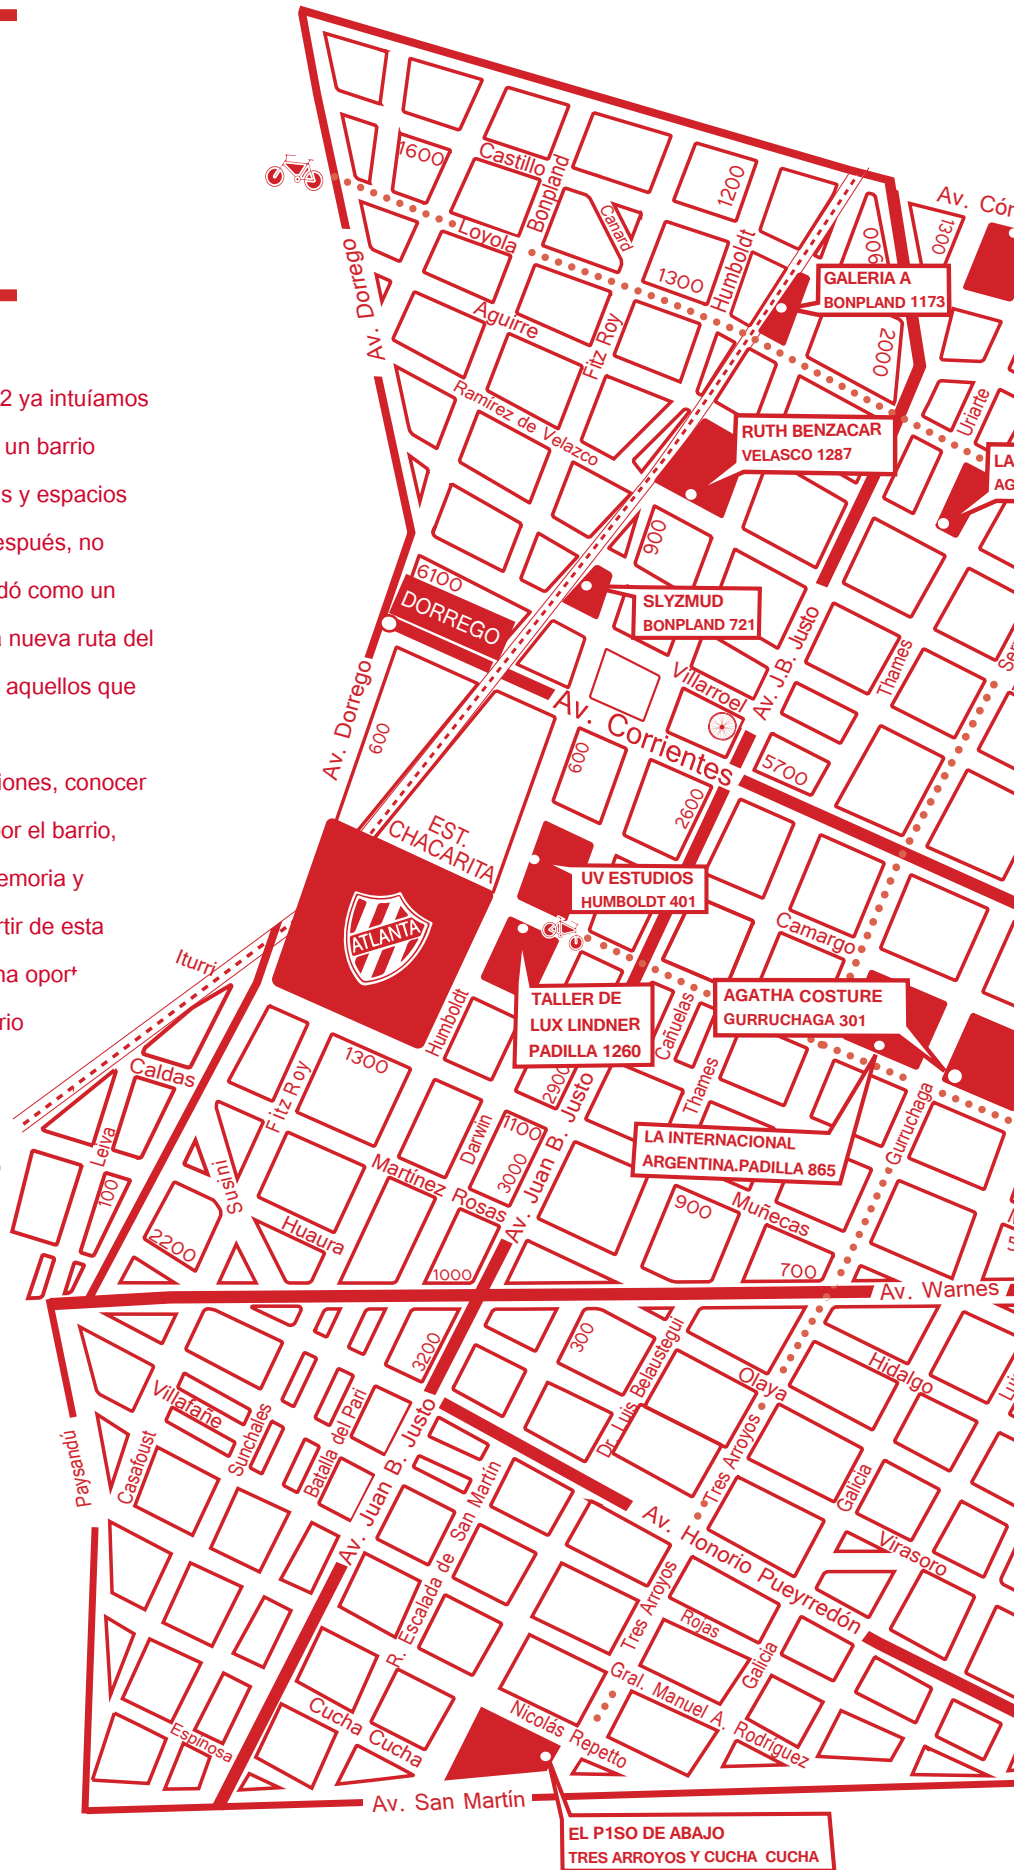 2 ya intuíamos
un barrio
s y espacios
espués, no
dó como un
a nueva ruta del
aquellos que
iones, conocer
por el barrio,
emoria y
rtir de esta
na oport
rio
1600
Castillo
Bonpland
Canard
1200
Av. Cór
1300
900
Loyola
Humboldt
1300
GALERIA A
BONPLAND 1173
Av. Dorrego
Aguirre
Fitz Roy
2000
Ramírez de Velazco
Uriarte
RUTH BENZACAR
VELASCO 1287
LA
AG
900
6100
DORREGO
SLYZMUD
BONPLAND 721
Av. J.B. Justo
Thames
Ser
Villarroel
Av. Dorrego
600
Av. Corrientes
600
5700
2600
EST.
CHACARITA
UV ESTUDIOS
HUMBOLDT 401
ATLANTA
Camargo
Iturri
TALLER DE
LUX LINDNER
PADILLA 1260
AGATHA COSTURE
GURRUCHAGA 301
Humboldt
Cañuelas
1300
Caldas
Fitz Roy
2900
Thames
Gurruchaga
Leiva
Darwin
1100
Av. Juan B. Justo
LA INTERNACIONAL
ARGENTINA.PADILLA 865
100
Susini
Martínez Rosas
3000
900
Muñecas
Huaura
2200
1000
700
5
Av. Warnes
3200
300
Dr. Luis Belaustegui
Hidalgo
Olaya
Lui
Villafañe
Sunchales
Batalla del Pari
Av. Juan B. Justo
Paysandú
Casafoust
Tres Arroyos
Galicia
R. Escalada de San Martín
Av. Honorio Pueyrredón
Virasoro
Tres Arroyos
Rojas
Galicia
Gral. Manuel A. Rodríguez
Nicolás Repetto
Cucha Cucha
Espinosa
Av. San Martín
EL P1SO DE ABAJO
TRES ARROYOS Y CUCHA CUCHA